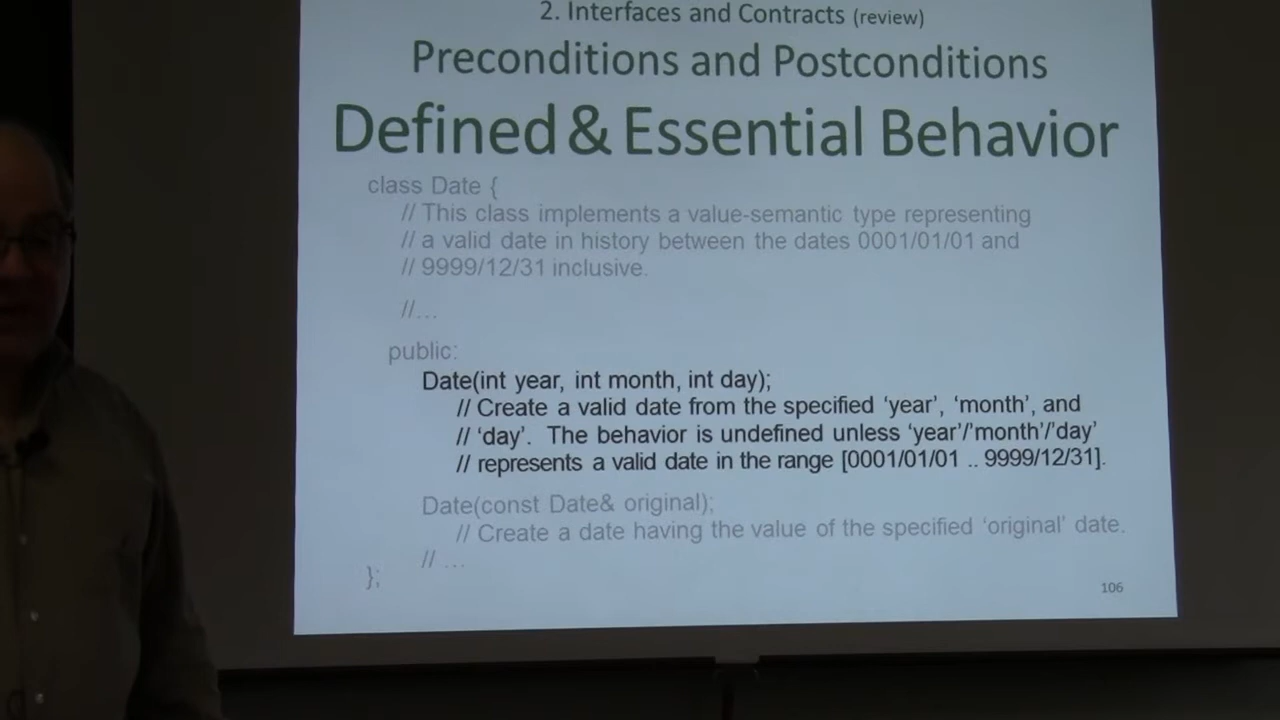 2. Interfaces and Contracts (review)
Preconditions and Postconditions
Defined & Essential Behavior
class Date {
// This class implements a value-semantic type representing
// a valid date in history between the dates 0001/01/01 and
// 9999/12/31 inclusive.
//…
public:
Date(int year, int month, int day);
// Create a valid date from the specified ‘year’, ‘month’, and
// ‘day’.  The behavior is undefined unless ‘year’/’month’/’day’
// represents a valid date in the range [0001/01/01 .. 9999/12/31].
Date(const Date& original);
// Create a date having the value of the specified ‘original’ date.
// …
};
106